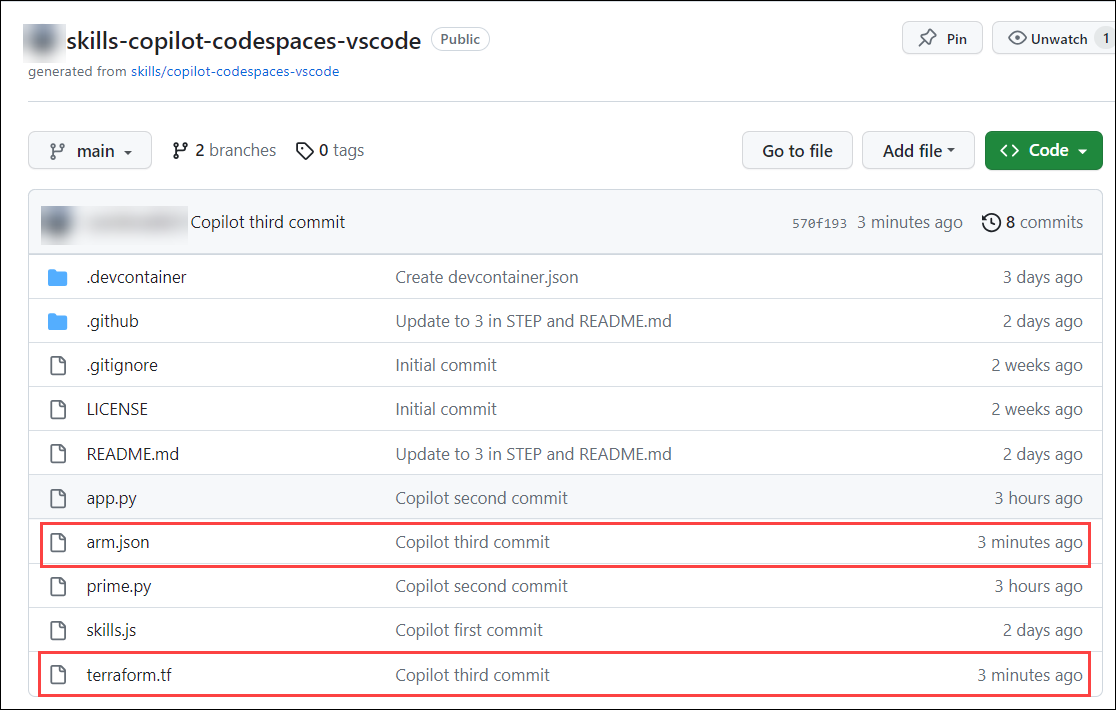 skills-copilot-codespaces-vscode Public Pin Unwatch 1
generated from skills/copilot-codespaces-vscode
main 2 branches 0 tags Go to file Add file Code
Copilot third commit 570f193 3 minutes ago 8 commits
.devcontainer Create devcontainer.json 3 days ago
.github Update to 3 in STEP and README.md 2 days ago
.gitignore Initial commit 2 weeks ago
LICENSE Initial commit 2 weeks ago
README.md Update to 3 in STEP and README.md 2 days ago
app.py Copilot second commit 3 hours ago
arm.json Copilot third commit 3 minutes ago
prime.py Copilot second commit 3 hours ago
skills.js Copilot first commit 2 days ago
terraform.tf Copilot third commit 3 minutes ago